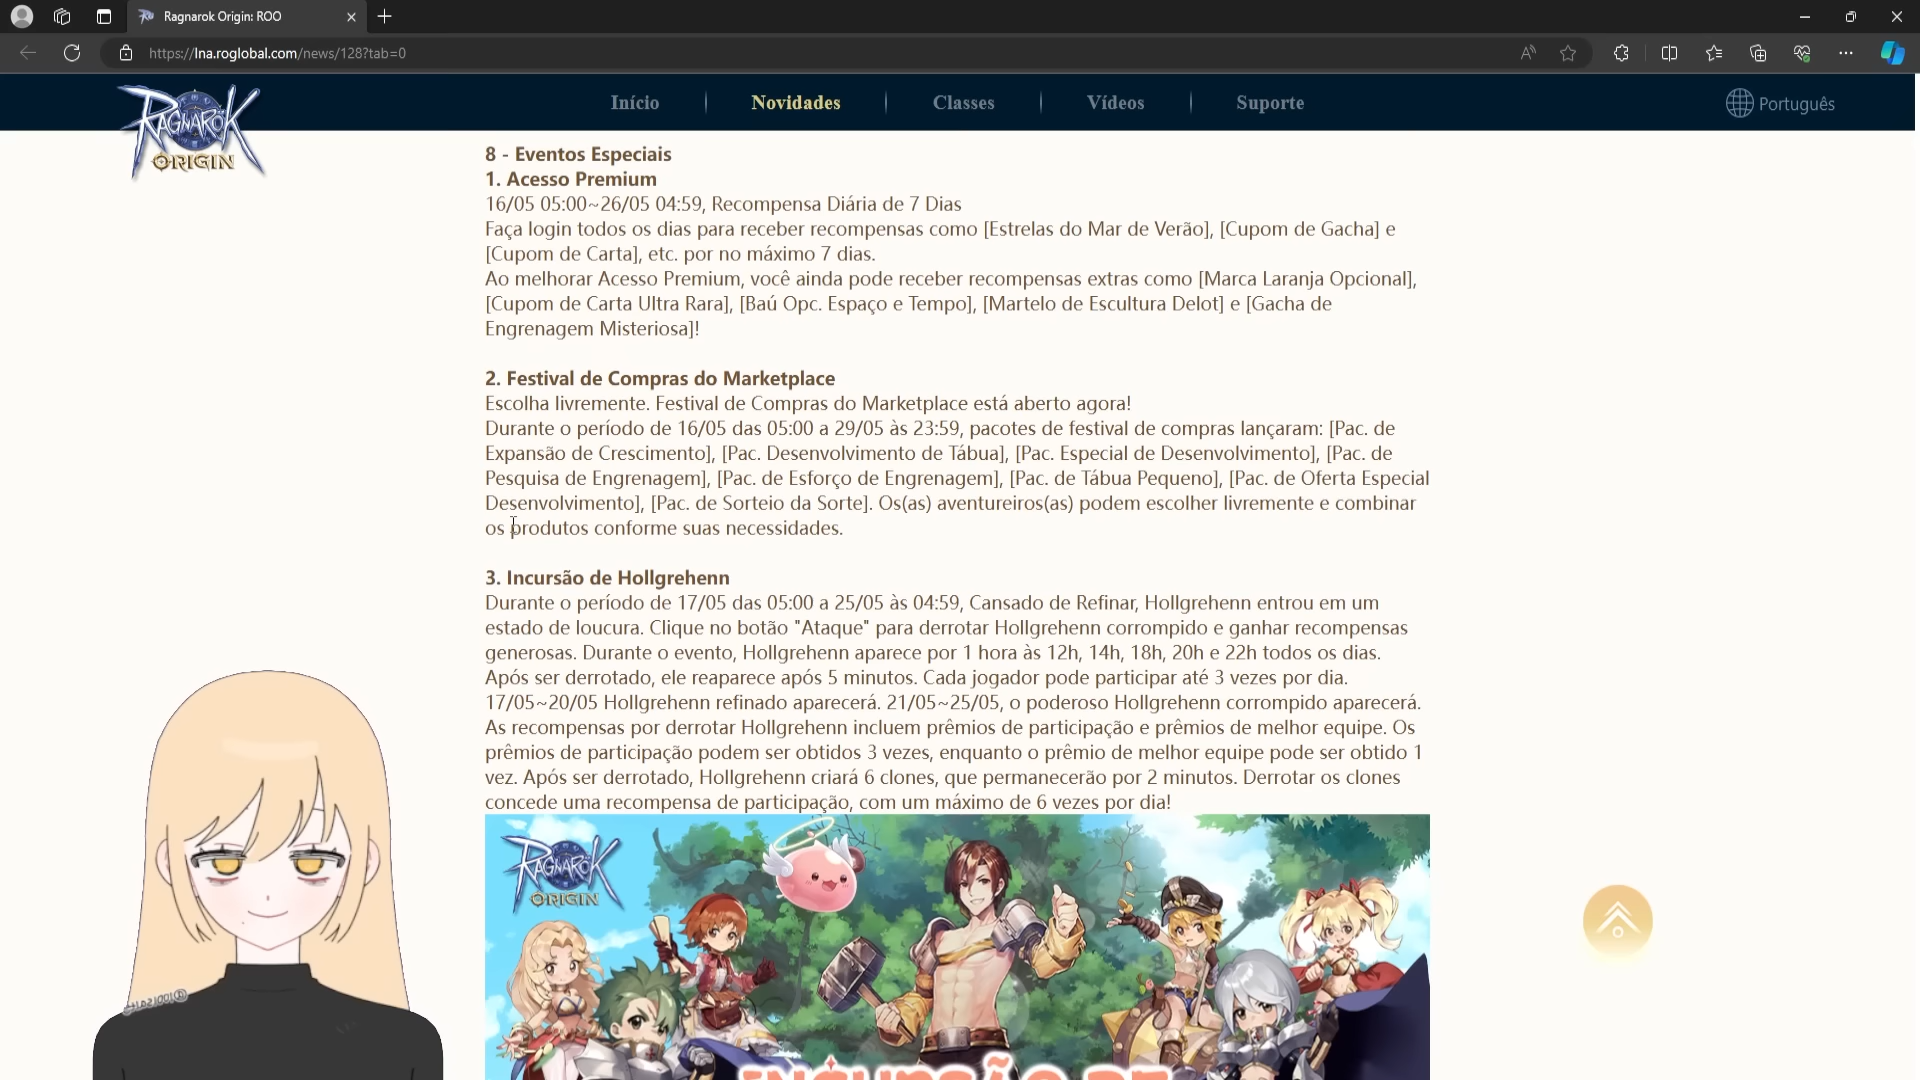 Ragnarok Origin: ROO
https://lna.roglobal.com/news/128?tab=0
RAGNAROK
ORIGIN
Início
Novidades
Classes
Vídeos
Suporte
Português
8 - Eventos Especiais
1. Acesso Premium
16/05 05:00~26/05 04:59, Recompensa Diária de 7 Dias
Faça login todos os dias para receber recompensas como [Estrelas do Mar de Verão], [Cupom de Gacha] e
[Cupom de Carta], etc. por no máximo 7 dias.
Ao melhorar Acesso Premium, você ainda pode receber recompensas extras como [Marca Laranja Opcional],
[Cupom de Carta Ultra Rara], [Baú Opc. Espaço e Tempo], [Martelo de Escultura Delot] e [Gacha de
Engrenagem Misteriosa]!
2. Festival de Compras do Marketplace
Escolha livremente. Festival de Compras do Marketplace está aberto agora!
Durante o período de 16/05 das 05:00 a 29/05 às 23:59, pacotes de festival de compras lançaram: [Pac. de
Expansão de Crescimento], [Pac. Desenvolvimento de Tábua], [Pac. Especial de Desenvolvimento], [Pac. de
Pesquisa de Engrenagem], [Pac. de Esforço de Engrenagem], [Pac. de Tábua Pequeno], [Pac. de Oferta Especial
Desenvolvimento], [Pac. de Sorteio da Sorte]. Os(as) aventureiros(as) podem escolher livremente e combinar
os produtos conforme suas necessidades.
3. Incursão de Hollgrehenn
Durante o período de 17/05 das 05:00 a 25/05 às 04:59, Cansado de Refinar, Hollgrehenn entrou em um
estado de loucura. Clique no botão "Ataque" para derrotar Hollgrehenn corrompido e ganhar recompensas
generosas. Durante o evento, Hollgrehenn aparece por 1 hora às 12h, 14h, 18h, 20h e 22h todos os dias.
Após ser derrotado, ele reaparece após 5 minutos. Cada jogador pode participar até 3 vezes por dia.
17/05~20/05 Hollgrehenn refinado aparecerá. 21/05~25/05, o poderoso Hollgrehenn corrompido aparecerá.
As recompensas por derrotar Hollgrehenn incluem prêmios de participação e prêmios de melhor equipe. Os
prêmios de participação podem ser obtidos 3 vezes, enquanto o prêmio de melhor equipe pode ser obtido 1
vez. Após ser derrotado, Hollgrehenn criará 6 clones, que permanecerão por 2 minutos. Derrotar os clones
concede uma recompensa de participação, com um máximo de 6 vezes por dia!
RAGNAROK
ORIGIN
INCURSÃO DE